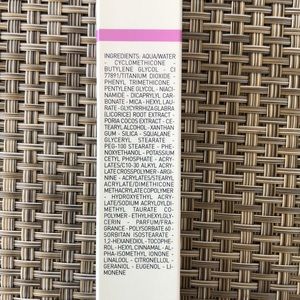 INGREDIENTS: AQUA/WATER
- CYCLOMETHICONE
BUTYLENE GLYCOL - CI
77891/TITANIUM DIOXIDE
PHENYL TRIMETHICONE -
PENTYLENE GLYCOL - NIACI-
NAMIDE - DICAPRYLYL CAR-
BONATE - MICA - HEXYL LAU-
RATE - GLYCYRRHIZA GLABRA
(LICORICE) ROOT EXTRACT -
PORIA COCOS EXTRACT - CE-
TEARYL ALCOHOL - XANTHAN
GUM - SILICA - SQUALANE
GLYCERYL STEARATE -
PEG-100 STEARATE - PHE-
NOXYETHANOL - POTASSIUM
CETYL PHOSPHATE - ACRY-
LATES/C10-30 ALKYL ACRY-
LATE CROSSPOLYMER - ARGI-
NINE - ACRYLATES/STEARYL
ACRYLATE/DIMETHICONE
METHACRYLATE COPOLYMER
- HYDROXYETHYL ACRY-
LATE/SODIUM ACRYLOYLDI-
METHYL TAURATE CO-
POLYMER - ETHYLHEXYLGLY-
CERIN - PARFUM/FRA-
GRANCE - POLYSORBATE 60 -
SORBITAN ISOSTEARATE -
1,2-HEXANEDIOL - TOCOPHE-
ROL - HEXYL CINNAMAL - AL-
PHA-ISOMETHYL IONONE -
LINALOOL - CITRONELLOL -
GERANIOL - EUGENOL - LI-
MONENE